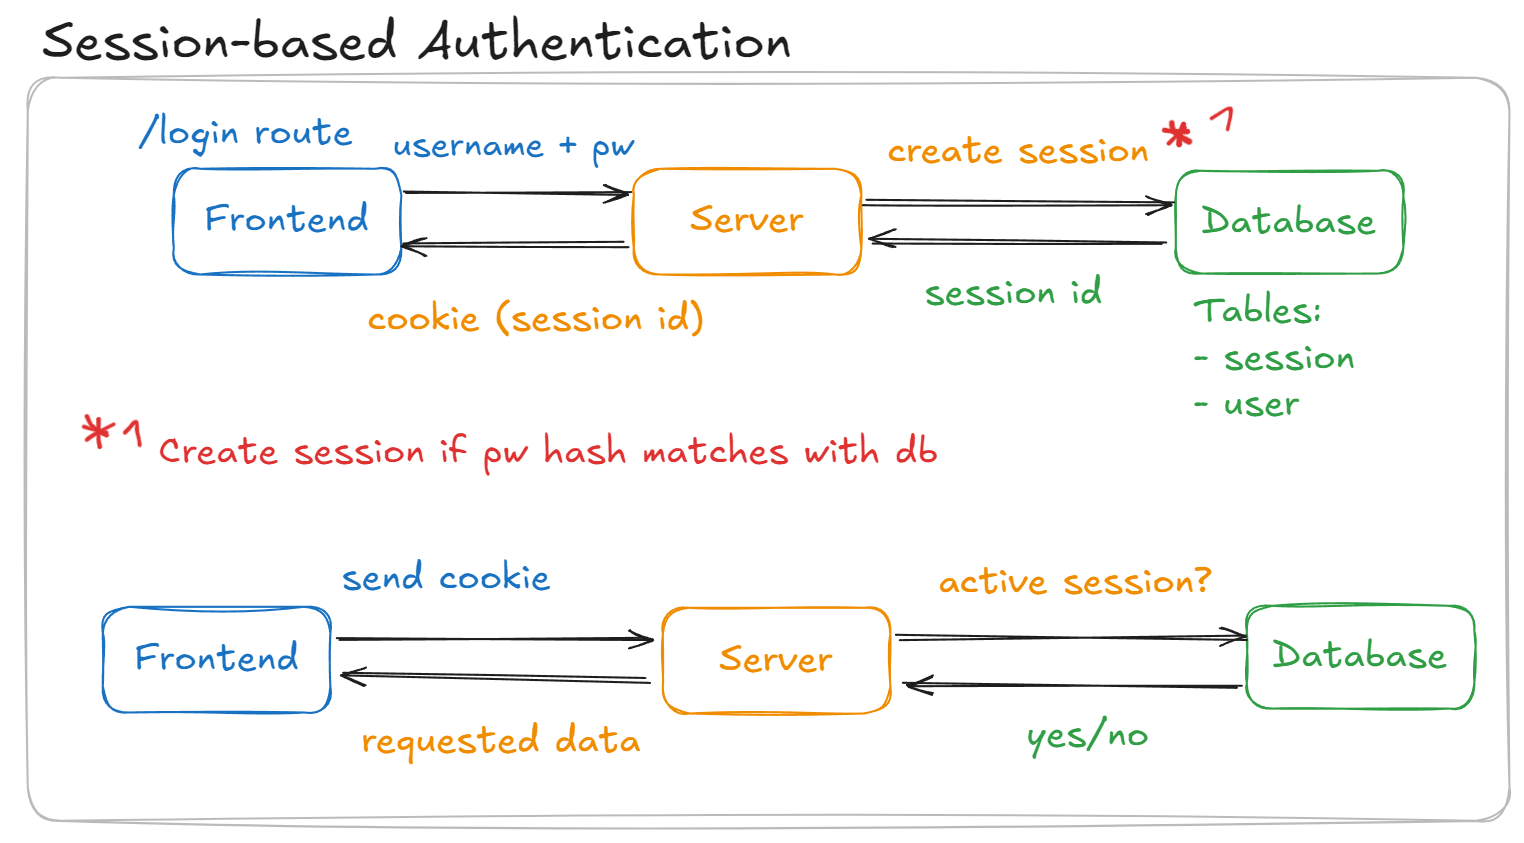 Session-based Authentication
/login route
username + pw
create session * 1
Frontend
Server
Database
cookie (session id)
session id
Tables:
- session
- user
*1 Create session if pw hash matches with db
send cookie
active session?
Frontend
Server
Database
requested data
yes/no